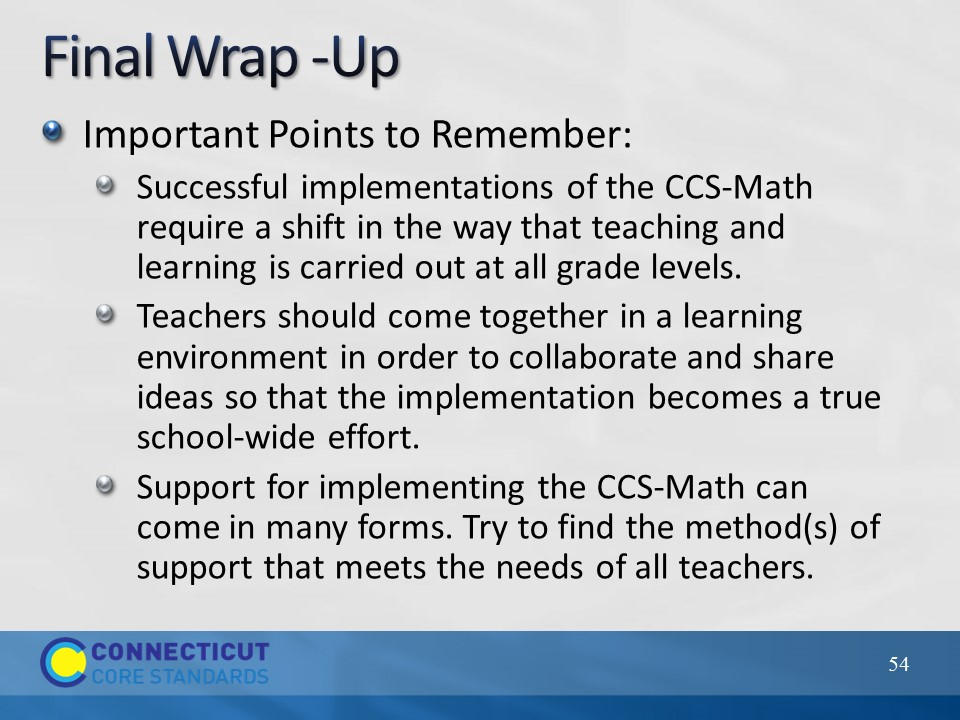 Final Wrap -Up
Important Points to Remember:
Successful implementations of the CCS-Math
require a shift in the way that teaching and
learning is carried out at all grade levels.
Teachers should come together in a learning
environment in order to collaborate and share
ideas so that the implementation becomes a true
school-wide effort.
Support for implementing the CCS-Math can
come in many forms. Try to find the method(s) of
support that meets the needs of all teachers.
CONNECTICUT
CORE STANDARDS
54